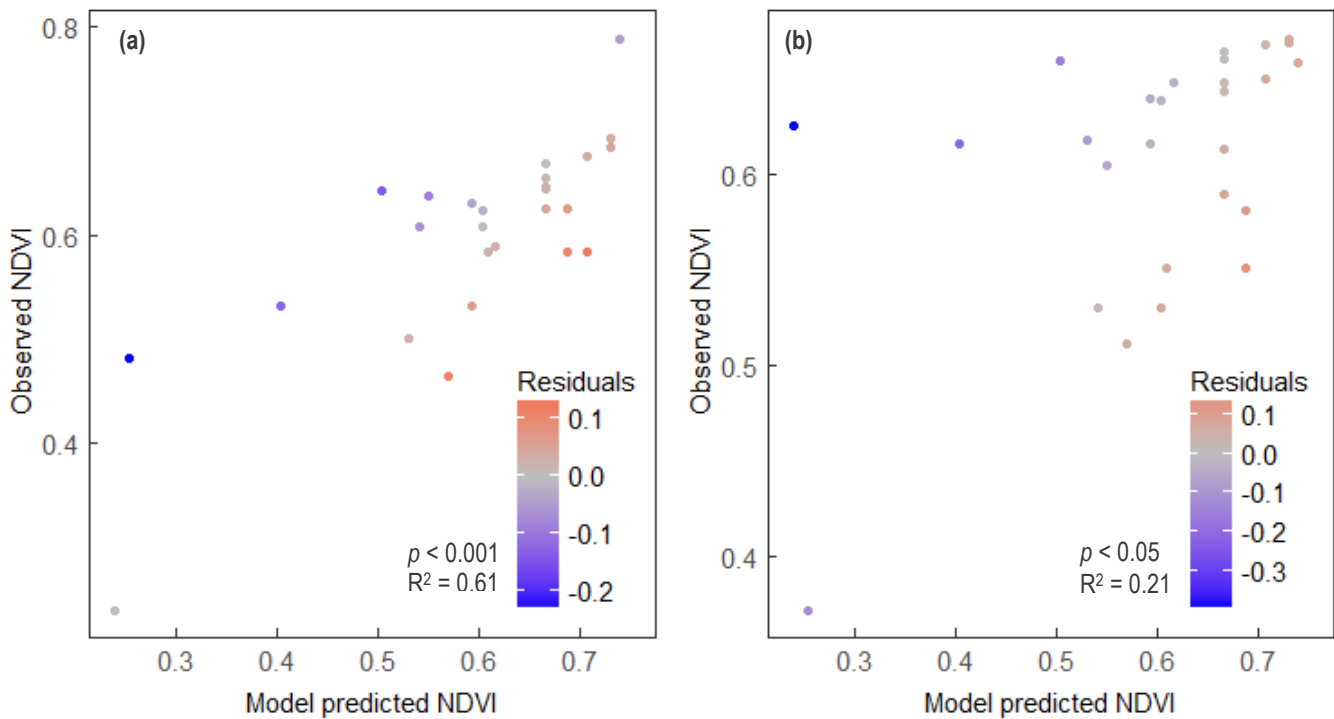 (a)
0.8
0.6
0.4
Observed NDVI
Residuals
0.1
0.0
-0.1
-0.2
p < 0.001
R² = 0.61
0.3 0.4 0.5 0.6 0.7
Model predicted NDVI
(b)
0.6
0.5
0.4
Observed NDVI
Residuals
0.1
0.0
-0.1
-0.2
-0.3
p < 0.05
R² = 0.21
0.3 0.4 0.5 0.6 0.7
Model predicted NDVI